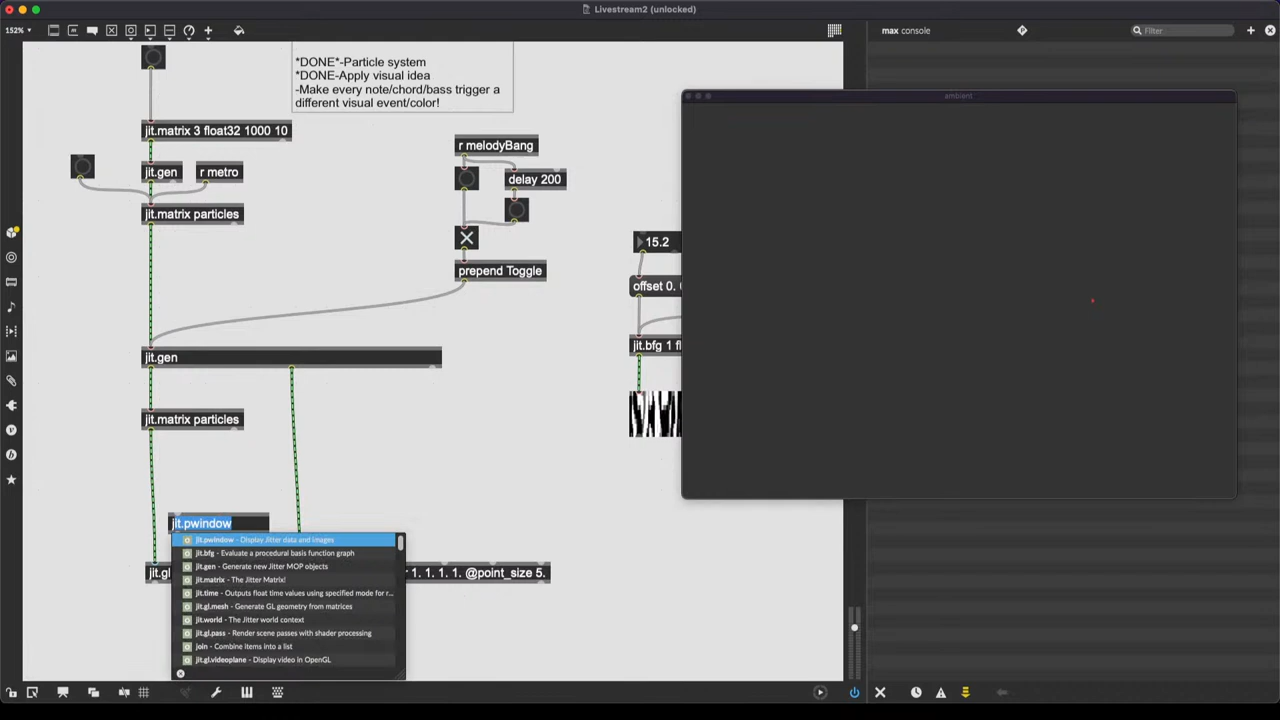 Livestream2 (unlocked)
152%
max console
Filter
*DONE*-Particle system
*DONE-Apply visual idea
-Make every note/chord/bass trigger a
different visual event/color!
ambient
jit.matrix 3 float32 1000 10
r melodyBang
jit.gen
r metro
delay 200
jit.matrix particles
15.2
prepend Toggle
offset 0.
jit.bfg 1 fl
jit.gen
jit.matrix particles
jit.pwindow
jit.pwindow - Display Jitter data and images
jit.bfg - Evaluate a procedural basis function graph
jit.gen - Generate new Jitter MOP objects
jit.gl
r 1. 1. 1. 1. @point_size 5.
jit.matrix - The Jitter Matrix!
jit.time - Outputs float time values using specified mode for r...
jit.gl.mesh - Generate GL geometry from matrices
jit.world - The Jitter world context
jit.gl.pass - Render scene passes with shader processing
join - Combine items into a list
jit.gl.videoplane - Display video in OpenGL